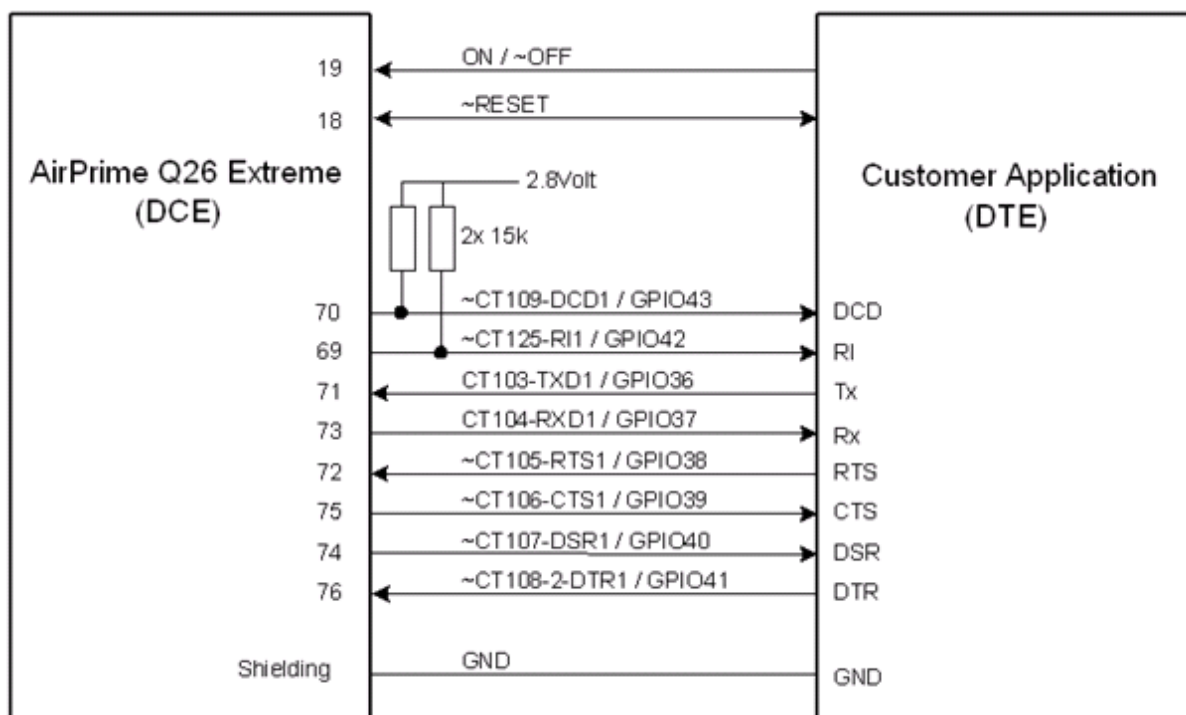 19 ON / ~OFF
18 ~RESET
AirPrime Q26 Extreme
(DCE)
Customer Application
(DTE)
2.8Volt
2x 15k
70 ~CT109-DCD1 / GPIO43 DCD
69 ~CT125-RI1 / GPIO42 RI
71 CT103-TXD1 / GPIO36 Tx
73 CT104-RXD1 / GPIO37 Rx
72 ~CT105-RTS1 / GPIO38 RTS
75 ~CT106-CTS1 / GPIO39 CTS
74 ~CT107-DSR1 / GPIO40 DSR
76 ~CT108-2-DTR1 / GPIO41 DTR
Shielding GND GND